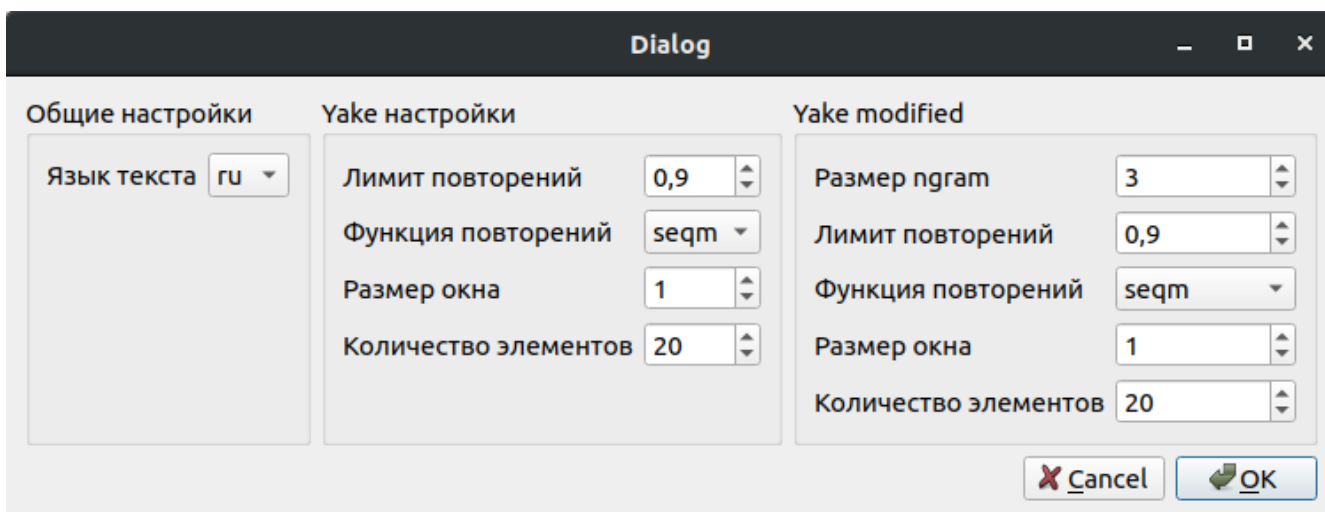 Dialog
Общие настройки
Язык текста ru
Yake настройки
Лимит повторений 0,9
Функция повторений seqm
Размер окна 1
Количество элементов 20
Yake modified
Размер ngram 3
Лимит повторений 0,9
Функция повторений seqm
Размер окна 1
Количество элементов 20
Cancel OK